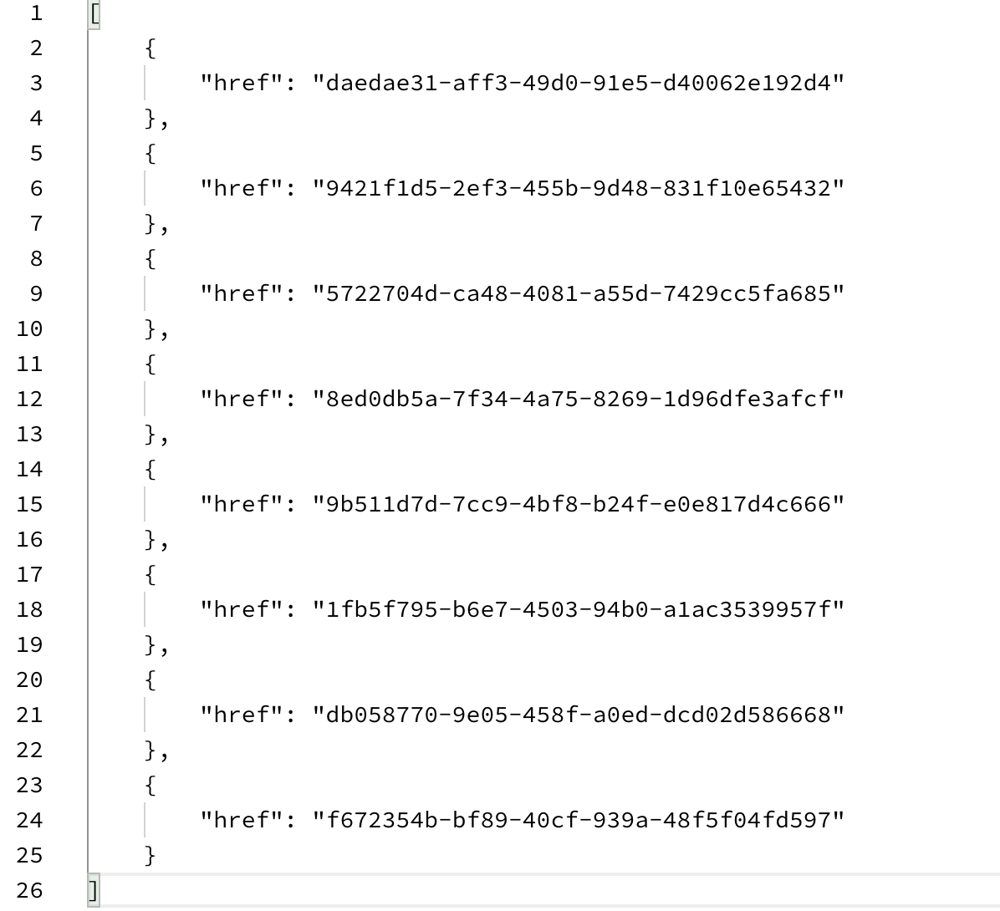 1 [
2 {
3 "href": "daedae31-aff3-49d0-91e5-d40062e192d4"
4 },
5 {
6 "href": "9421f1d5-2ef3-455b-9d48-831f10e65432"
7 },
8 {
9 "href": "5722704d-ca48-4081-a55d-7429cc5fa685"
10 },
11 {
12 "href": "8ed0db5a-7f34-4a75-8269-1d96dfe3afcf"
13 },
14 {
15 "href": "9b511d7d-7cc9-4bf8-b24f-e0e817d4c666"
16 },
17 {
18 "href": "1fb5f795-b6e7-4503-94b0-a1ac3539957f"
19 },
20 {
21 "href": "db058770-9e05-458f-a0ed-dcd02d586668"
22 },
23 {
24 "href": "f672354b-bf89-40cf-939a-48f5f04fd597"
25 }
26 ]